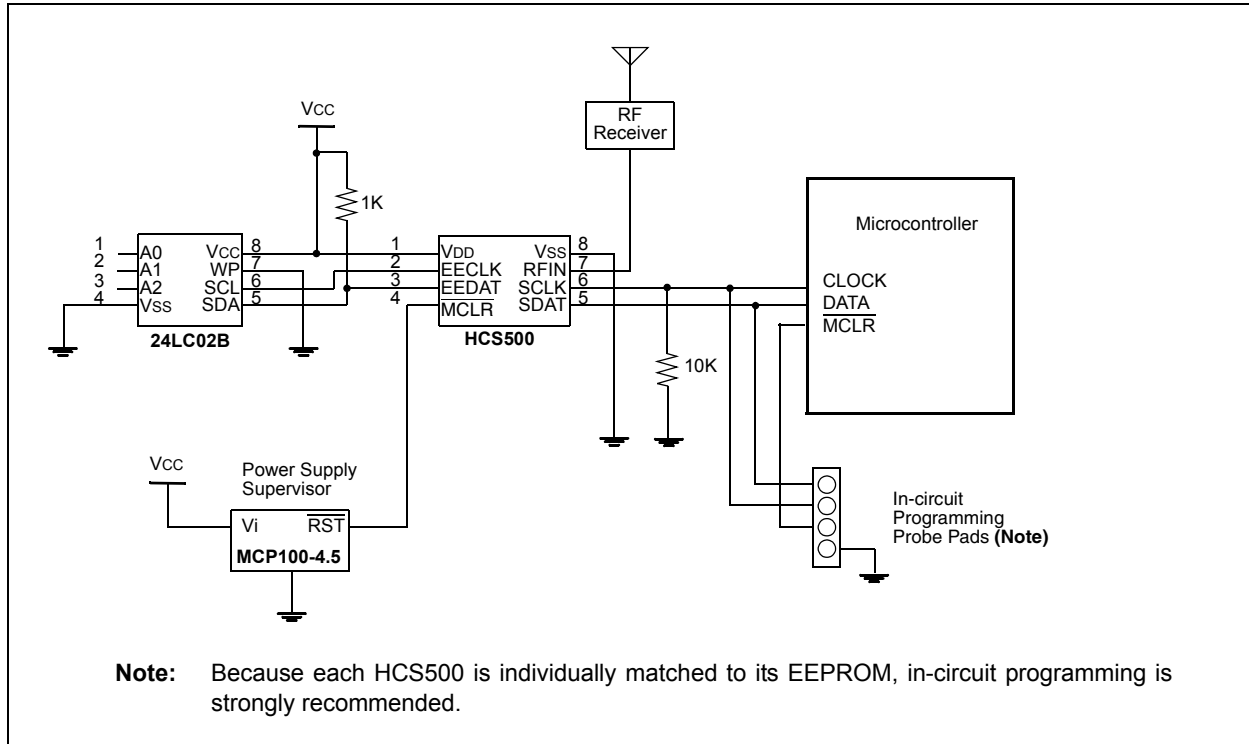 RF
Receiver
VCC
1K
Microcontroller
CLOCK
DATA
MCLR
1 A0 VCC 8
2 A1 WP 7
3 A2 SCL 6
4 VSS SDA 5
24LC02B
1 VDD VSS 8
2 EECLK RFIN 7
3 EEDAT SCLK 6
4 MCLR SDAT 5
HCS500
10K
VCC
Power Supply
Supervisor
Vi RST
MCP100-4.5
In-circuit
Programming
Probe Pads (Note)
Note: Because each HCS500 is individually matched to its EEPROM, in-circuit programming is
strongly recommended.